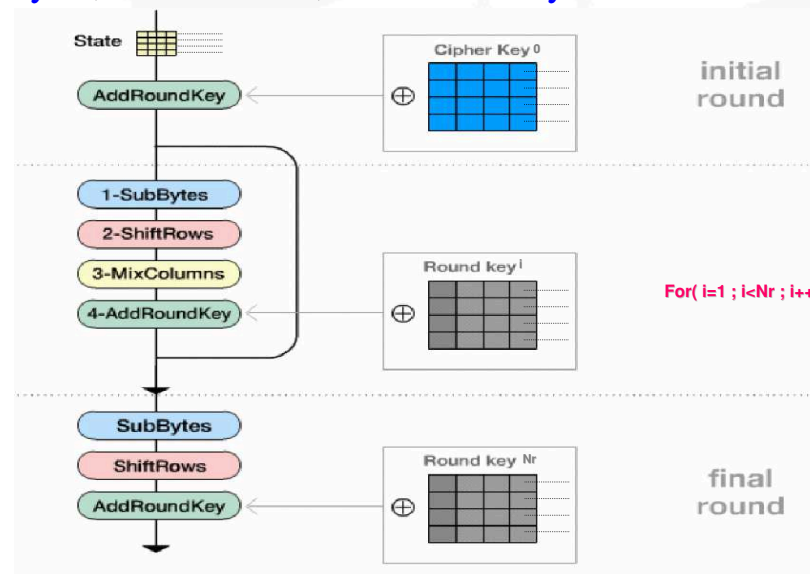 State
Cipher Key 0
AddRoundKey
initial
round
1-SubBytes
2-ShiftRows
3-MixColumns
4-AddRoundKey
Round key i
For( i=1 ; i<Nr ; i++
SubBytes
ShiftRows
AddRoundKey
Round key Nr
final
round